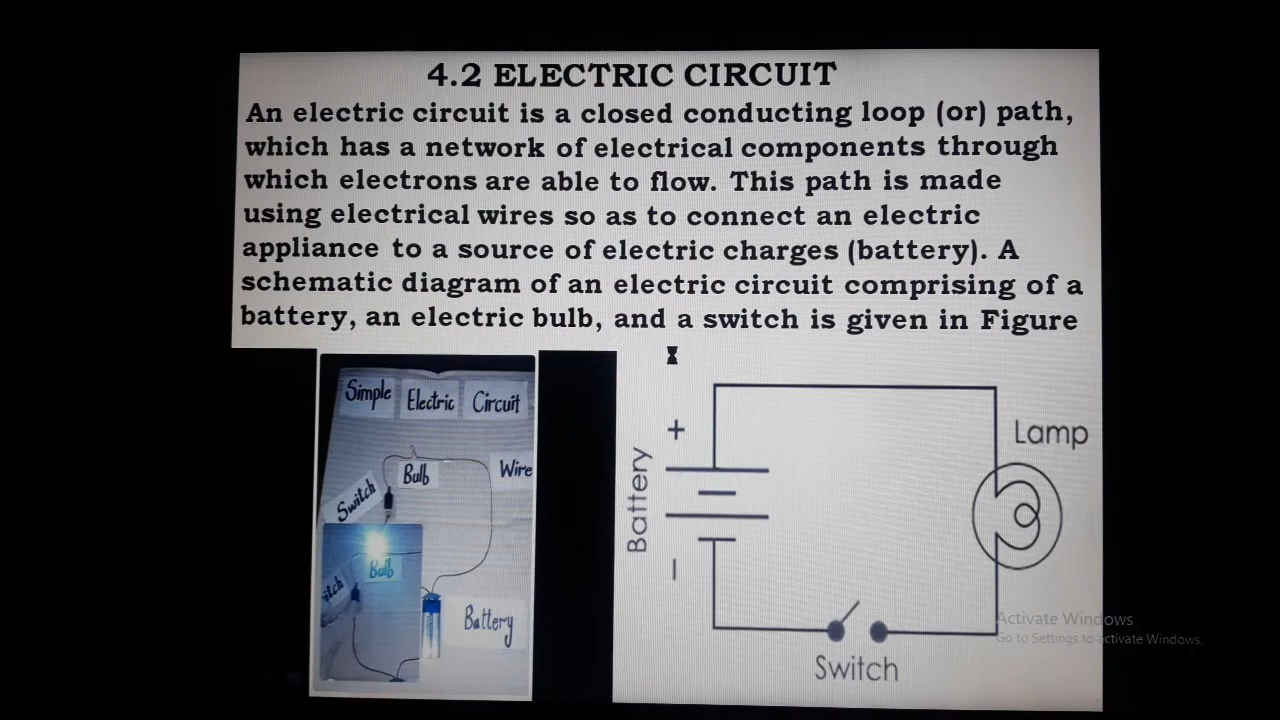 4.2 ELECTRIC CIRCUIT
An electric circuit is a closed conducting loop (or) path,
which has a network of electrical components through
which electrons are able to flow. This path is made
using electrical wires so as to connect an electric
appliance to a source of electric charges (battery). A
schematic diagram of an electric circuit comprising of a
battery, an electric bulb, and a switch is given in Figure
Simple Electric Circuit
Bulb
Wire
Switch
Bulb
itch
Battery
Battery
+
−
Lamp
Switch
Activate Windows
Go to Settings to activate Windows.